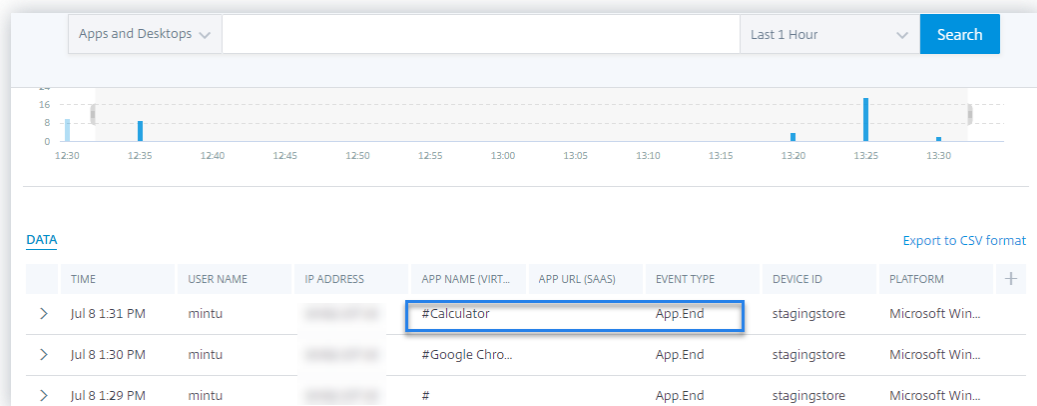 Apps and Desktops Last 1 Hour Search
24
16
8
0
12:30 12:35 12:40 12:45 12:50 12:55 13:00 13:05 13:10 13:15 13:20 13:25 13:30
DATA Export to CSV format
TIME USER NAME IP ADDRESS APP NAME (VIRT... APP URL (SAAS) EVENT TYPE DEVICE ID PLATFORM
Jul 8 1:31 PM mintu #Calculator App.End stagingstore Microsoft Win...
Jul 8 1:30 PM mintu #Google Chro... App.End stagingstore Microsoft Win...
Jul 8 1:29 PM mintu # App.End stagingstore Microsoft Win...